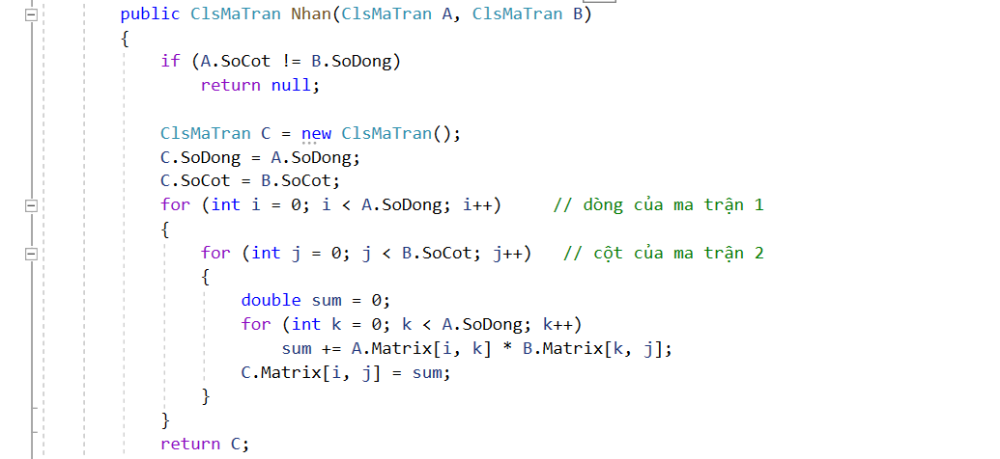 public ClsMaTran Nhan(ClsMaTran A, ClsMaTran B)
{
if (A.SoCot != B.SoDong)
return null;
ClsMaTran C = new ClsMaTran();
C.SoDong = A.SoDong;
C.SoCot = B.SoCot;
for (int i = 0; i < A.SoDong; i++) // dòng của ma trận 1
{
for (int j = 0; j < B.SoCot; j++) // cột của ma trận 2
{
double sum = 0;
for (int k = 0; k < A.SoDong; k++)
sum += A.Matrix[i, k] * B.Matrix[k, j];
C.Matrix[i, j] = sum;
}
}
return C;